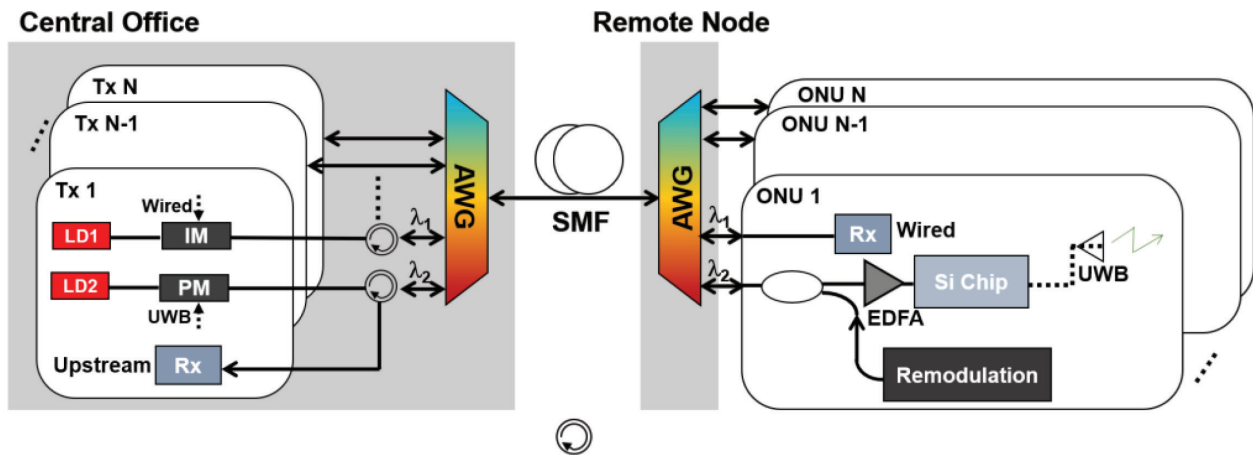 Central Office
Remote Node
Tx N
Tx N-1
Tx 1
Wired
LD1
IM
LD2
PM
UWB
Upstream
Rx
λ1
λ2
AWG
SMF
AWG
λ1
λ2
ONU N
ONU N-1
ONU 1
Rx
Wired
EDFA
Si Chip
UWB
Remodulation